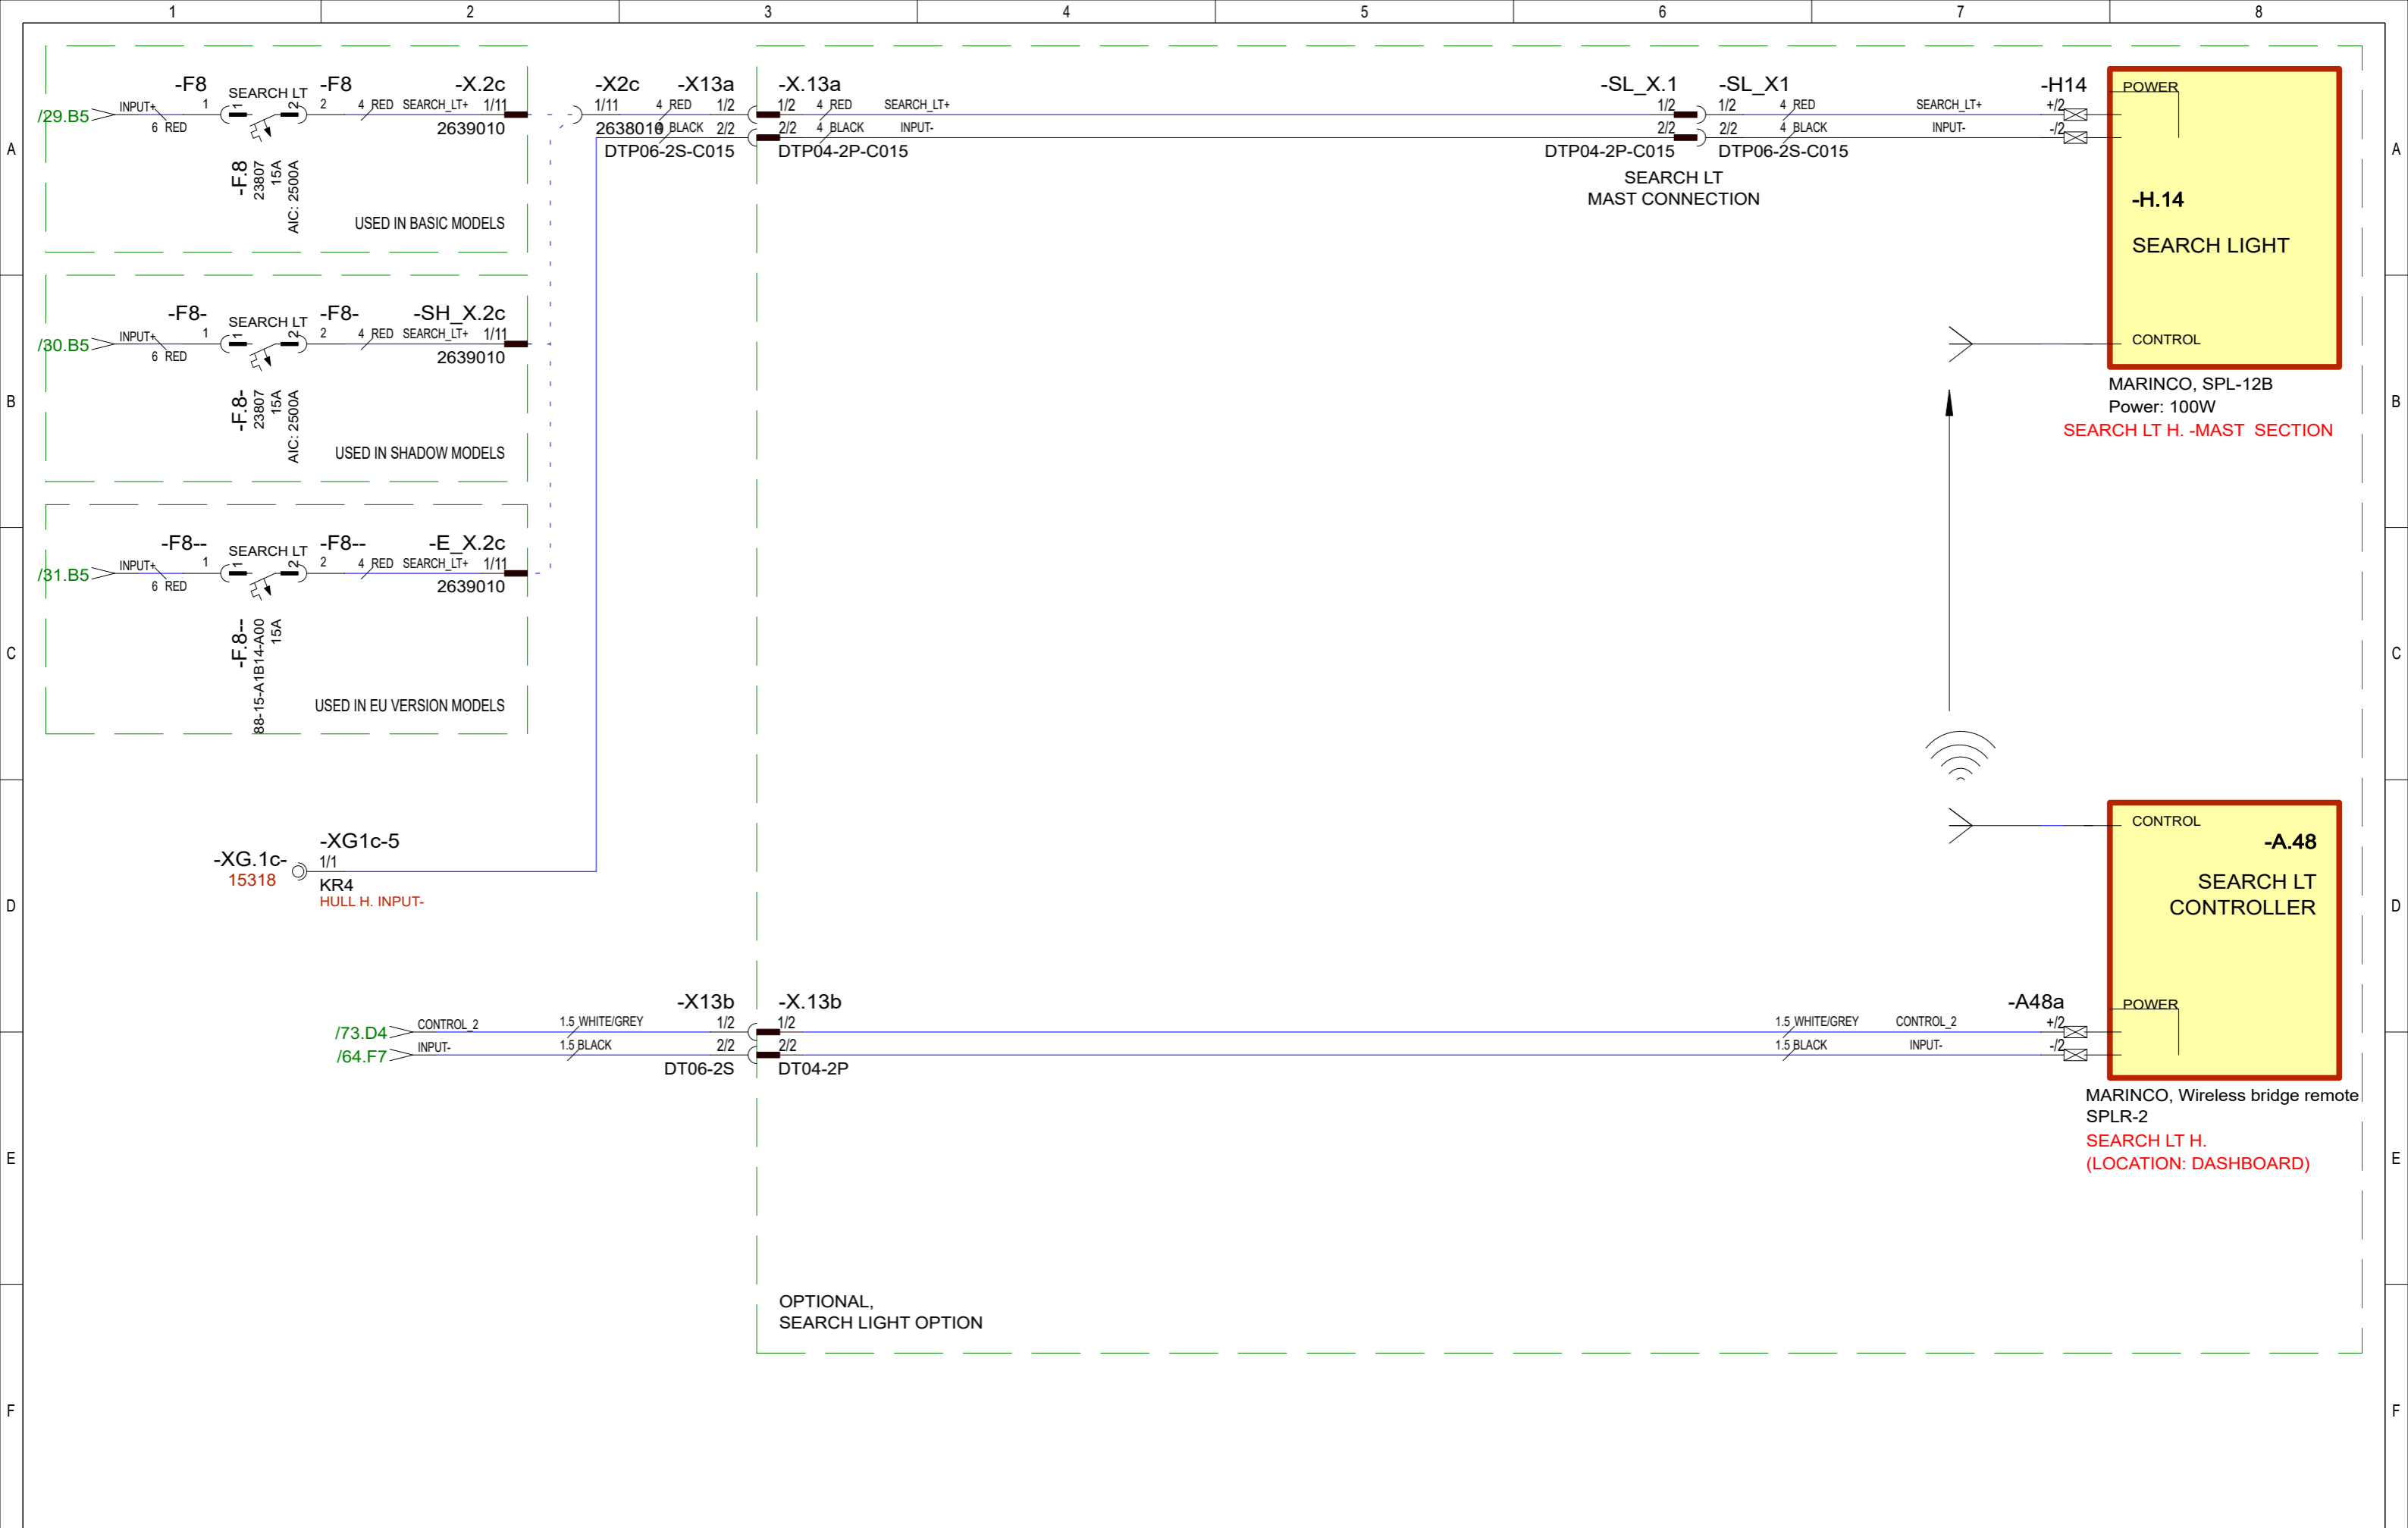 1 2 3 4 5 6 7 8
A
-F8 SEARCH LT -F8 -X.2c
/29.B5 INPUT+ 1 1 2 2 4 RED SEARCH_LT+ 1/11
6 RED 2639010
-F.8
23807
15A
AIC: 2500A
USED IN BASIC MODELS
-X2c -X13a -X.13a
1/11 4 RED 1/2 1/2 4 RED SEARCH_LT+
2638010 4 BLACK 2/2 2/2 4 BLACK INPUT-
DTP06-2S-C015 DTP04-2P-C015
-SL_X.1 -SL_X1 -H14
1/2 1/2 4 RED SEARCH_LT+ +/2
2/2 2/2 4 BLACK INPUT- -/2
DTP04-2P-C015 DTP06-2S-C015
SEARCH LT
MAST CONNECTION
POWER
-H.14
SEARCH LIGHT
CONTROL
A
B
-F8- SEARCH LT -F8- -SH_X.2c
/30.B5 INPUT+ 1 1 2 2 4 RED SEARCH_LT+ 1/11
6 RED 2639010
-F.8-
23807
15A
AIC: 2500A
USED IN SHADOW MODELS
MARINCO, SPL-12B
Power: 100W
SEARCH LT H. -MAST SECTION
B
C
-F8-- SEARCH LT -F8-- -E_X.2c
/31.B5 INPUT+ 1 1 2 2 4 RED SEARCH_LT+ 1/11
6 RED 2639010
-F.8--
88-15-A1B14-A00
15A
USED IN EU VERSION MODELS
C
D
-XG.1c- -XG1c-5
15318 1/1
KR4
HULL H. INPUT-
CONTROL
-A.48
SEARCH LT
CONTROLLER
POWER
D
-X13b -X.13b -A48a
/73.D4 CONTROL_2 1.5 WHITE/GREY 1/2 1/2 1.5 WHITE/GREY CONTROL_2 +/2
/64.F7 INPUT- 1.5 BLACK 2/2 2/2 1.5 BLACK INPUT- -/2
DT06-2S DT04-2P
MARINCO, Wireless bridge remote
SPLR-2
SEARCH LT H.
(LOCATION: DASHBOARD)
E
E
OPTIONAL,
SEARCH LIGHT OPTION
F
F